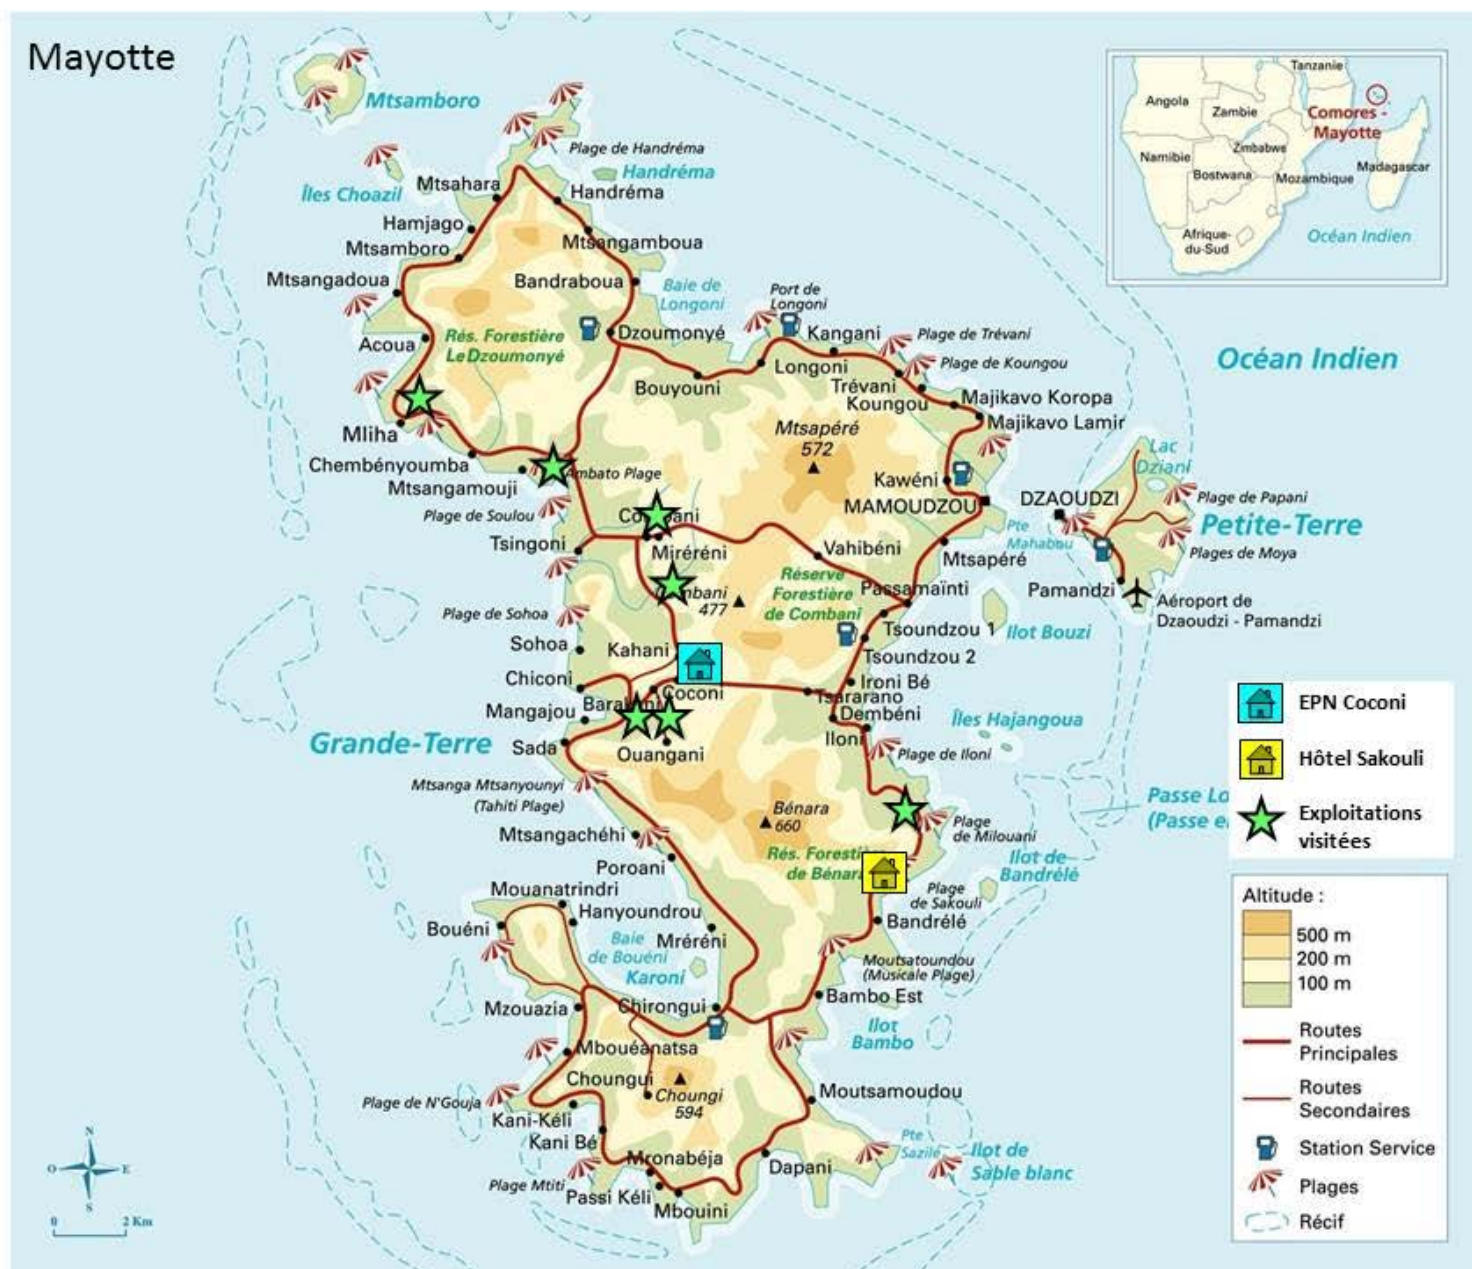 Mayotte
Mtsamboro
Plage de Handréma
Handréma
Îles Choazil
Mtsahara
Handréma
Hamjago
Mtsamboro
Mtsangamboua
Mtsangadoua
Bandraboua
Baie de
Longoni
Port de
Longoni
Acoua
Rés. Forestière
Le Dzoumonyé
Dzoumonyé
Kangani
Plage de Trévani
Plage de Koungou
Bouyouni
Longoni
Trévani
Koungou
Majikavo Koropa
Majikavo Lamir
Mliha
Mtsapéré
572
Chembényoumba
Mtsangamouji
Ambato Plage
Kawéni
MAMOUDZOU
Plage de Soulou
Tsingoni
Miréréni
Vahibéni
Pte
Mahabou
Mtsapéré
DZAOUDZI
Lac
Dziani
Plage de Papani
Petite-Terre
Plages de Moya
Pamandzi
Aéroport de
Dzaoudzi - Pamandzi
Réserve
Forestière
de Combani
477
Passamaïnti
Plage de Sohoa
Sohoa
Kahani
Tsoundzou 1
Ilot Bouzi
Tsoundzou 2
Chiconi
Coconi
Ironi Bé
Tsararano
Mangajou
Dembéni
Îles Hajangoua
Grande-Terre
Sada
Ouangani
Iloni
Plage de Iloni
Mtsanga Mtsanyounyi
(Tahiti Plage)
Mtsangachéhi
Bénara
660
Plage
de Milouani
Poroani
Rés.
de Bénara
Ilot de
Bandrélé
Plage
de Sakouli
Mouanatrindri
Hanyoundrou
Bouéni
Baie
de Bouéni
Mréréni
Karoni
Bandrélé
Moutsatoundou
(Musicale Plage)
Mzouazia
Chirongui
Bambo Est
Ilot
Bambo
Mbouéanatsa
Choungui
Choungi
594
Moutsamoudou
Plage de N'Gouja
Kani-Kéli
Kani Bé
Mronabéja
Plage Mtiti
Passi Kéli
Mbouini
Dapani
Pte
Sazilé
Ilot de
Sable blanc
Océan Indien
Passe
(Passe
Angola
Tanzanie
Zambie
Comores -
Mayotte
Namibie
Zimbabwe
Bostwana
Mozambique
Madagascar
Afrique-
du-Sud
Océan Indien
EPN Coconi
Hôtel Sakouli
Exploitations
visitées
Altitude :
500 m
200 m
100 m
Routes
Principales
Routes
Secondaires
Station Service
Plages
Récif
N
O E
S
0 2 Km